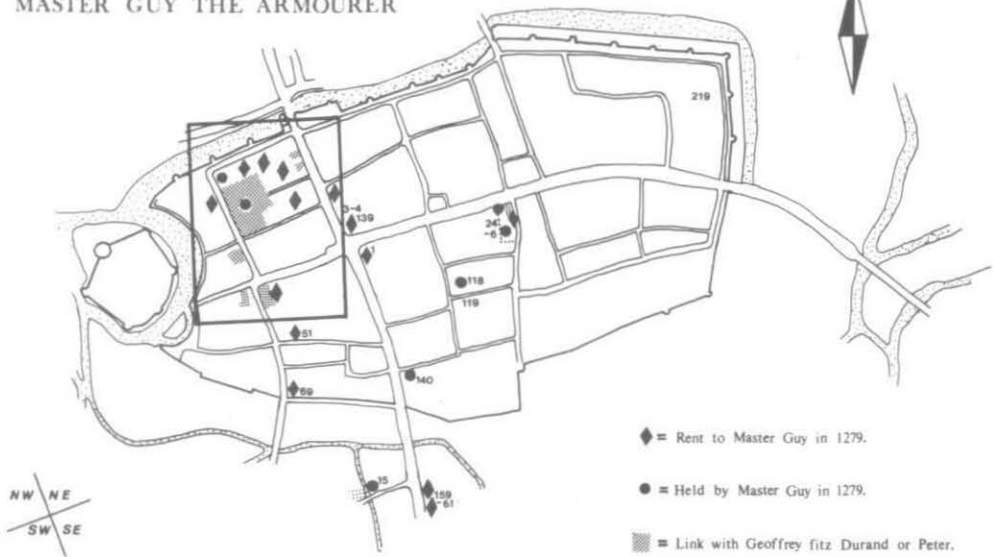 MASTER GUY THE ARMOURER
219
3-4
139
24
-6
1
118
119
51
140
69
15
159
-61
NW NE
SW SE
♦ = Rent to Master Guy in 1279.
● = Held by Master Guy in 1279.
= Link with Geoffrey fitz Durand or Peter.